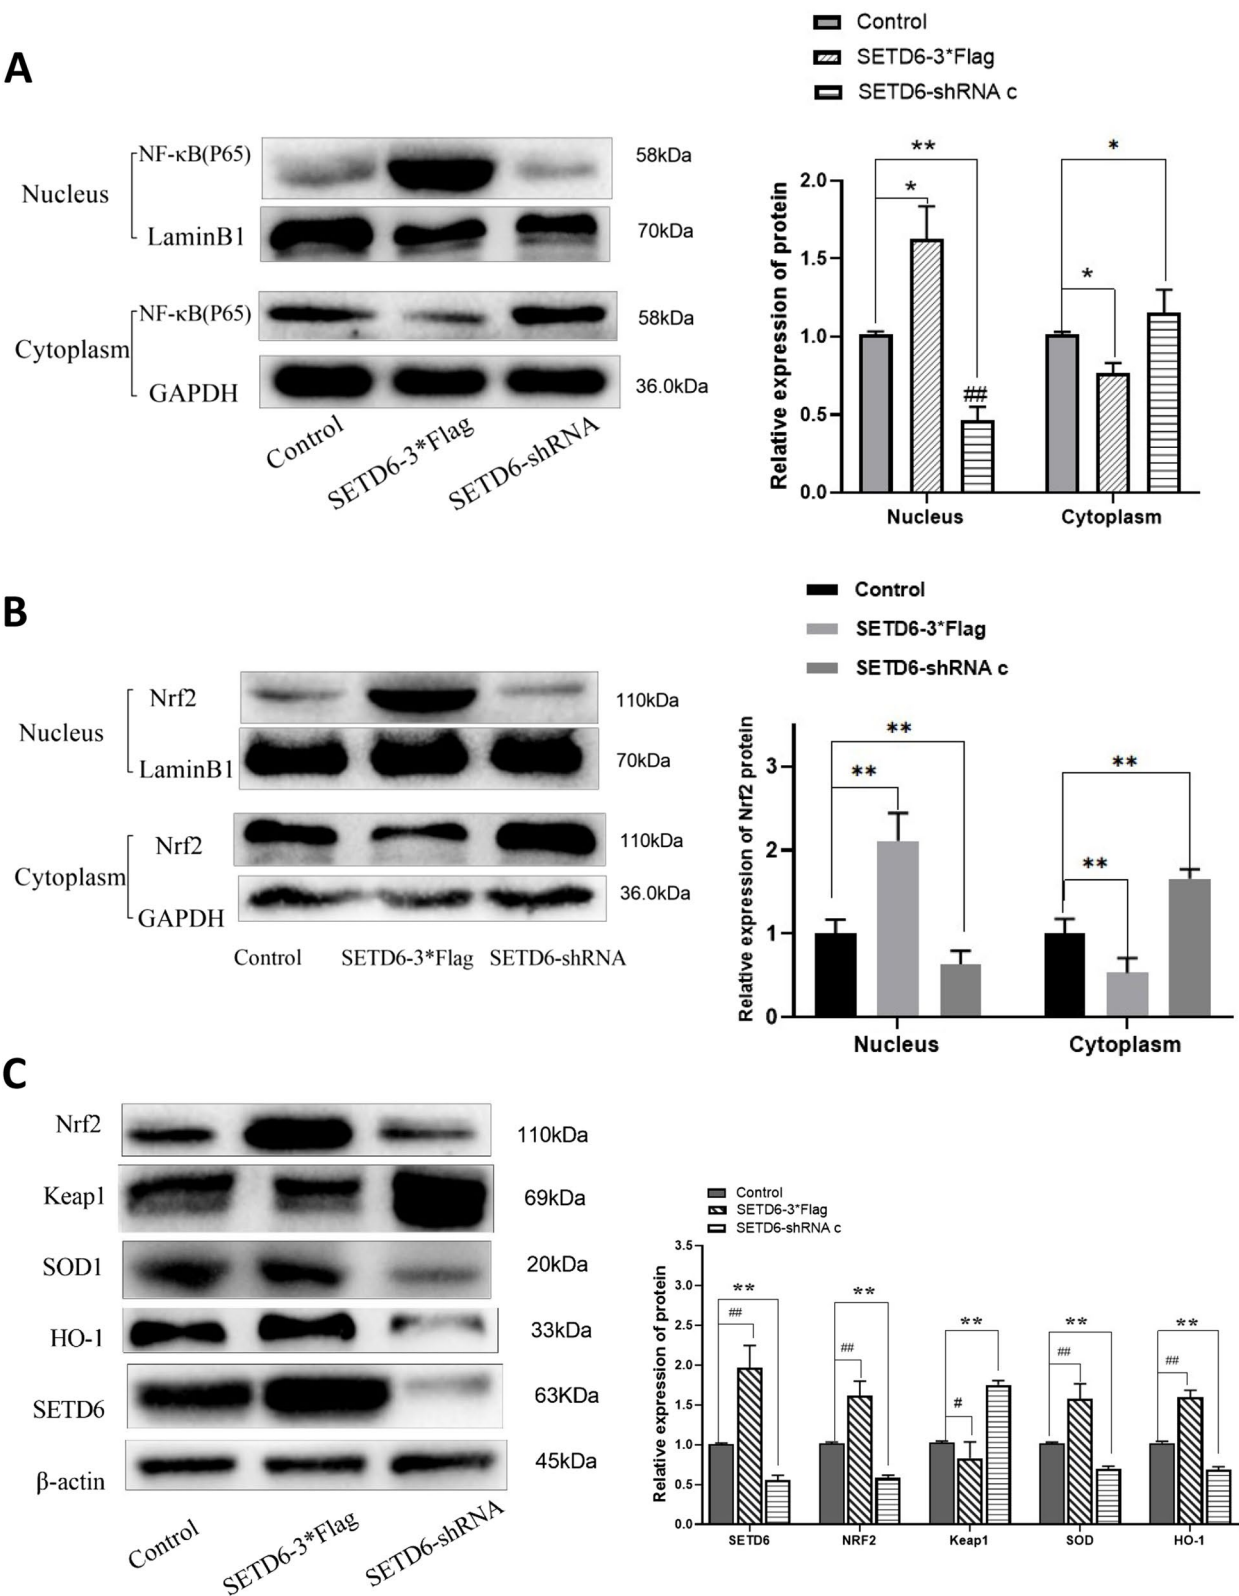 A
Control
SETD6-3*Flag
SETD6-shRNA c
Nucleus
NF-κB(P65)
58kDa
LaminB1
70kDa
Cytoplasm
NF-κB(P65)
58kDa
GAPDH
36.0kDa
Control
SETD6-3*Flag
SETD6-shRNA
Relative expression of protein
2.0
1.5
1.0
0.5
0.0
**
*
##
*
*
Nucleus
Cytoplasm
B
Control
SETD6-3*Flag
SETD6-shRNA c
Nucleus
Nrf2
110kDa
LaminB1
70kDa
Cytoplasm
Nrf2
110kDa
GAPDH
36.0kDa
Control
SETD6-3*Flag
SETD6-shRNA
Relative expression of Nrf2 protein
3
2
1
0
**
**
**
**
Nucleus
Cytoplasm
C
Nrf2
110kDa
Keap1
69kDa
SOD1
20kDa
HO-1
33kDa
SETD6
63KDa
β-actin
45kDa
Control
SETD6-3*Flag
SETD6-shRNA
Control
SETD6-3*Flag
SETD6-shRNA c
Relative expression of protein
3.5
3.0
2.5
2.0
1.5
1.0
0.5
0.0
**
##
**
##
**
#
**
##
**
##
SETD6
NRF2
Keap1
SOD
HO-1